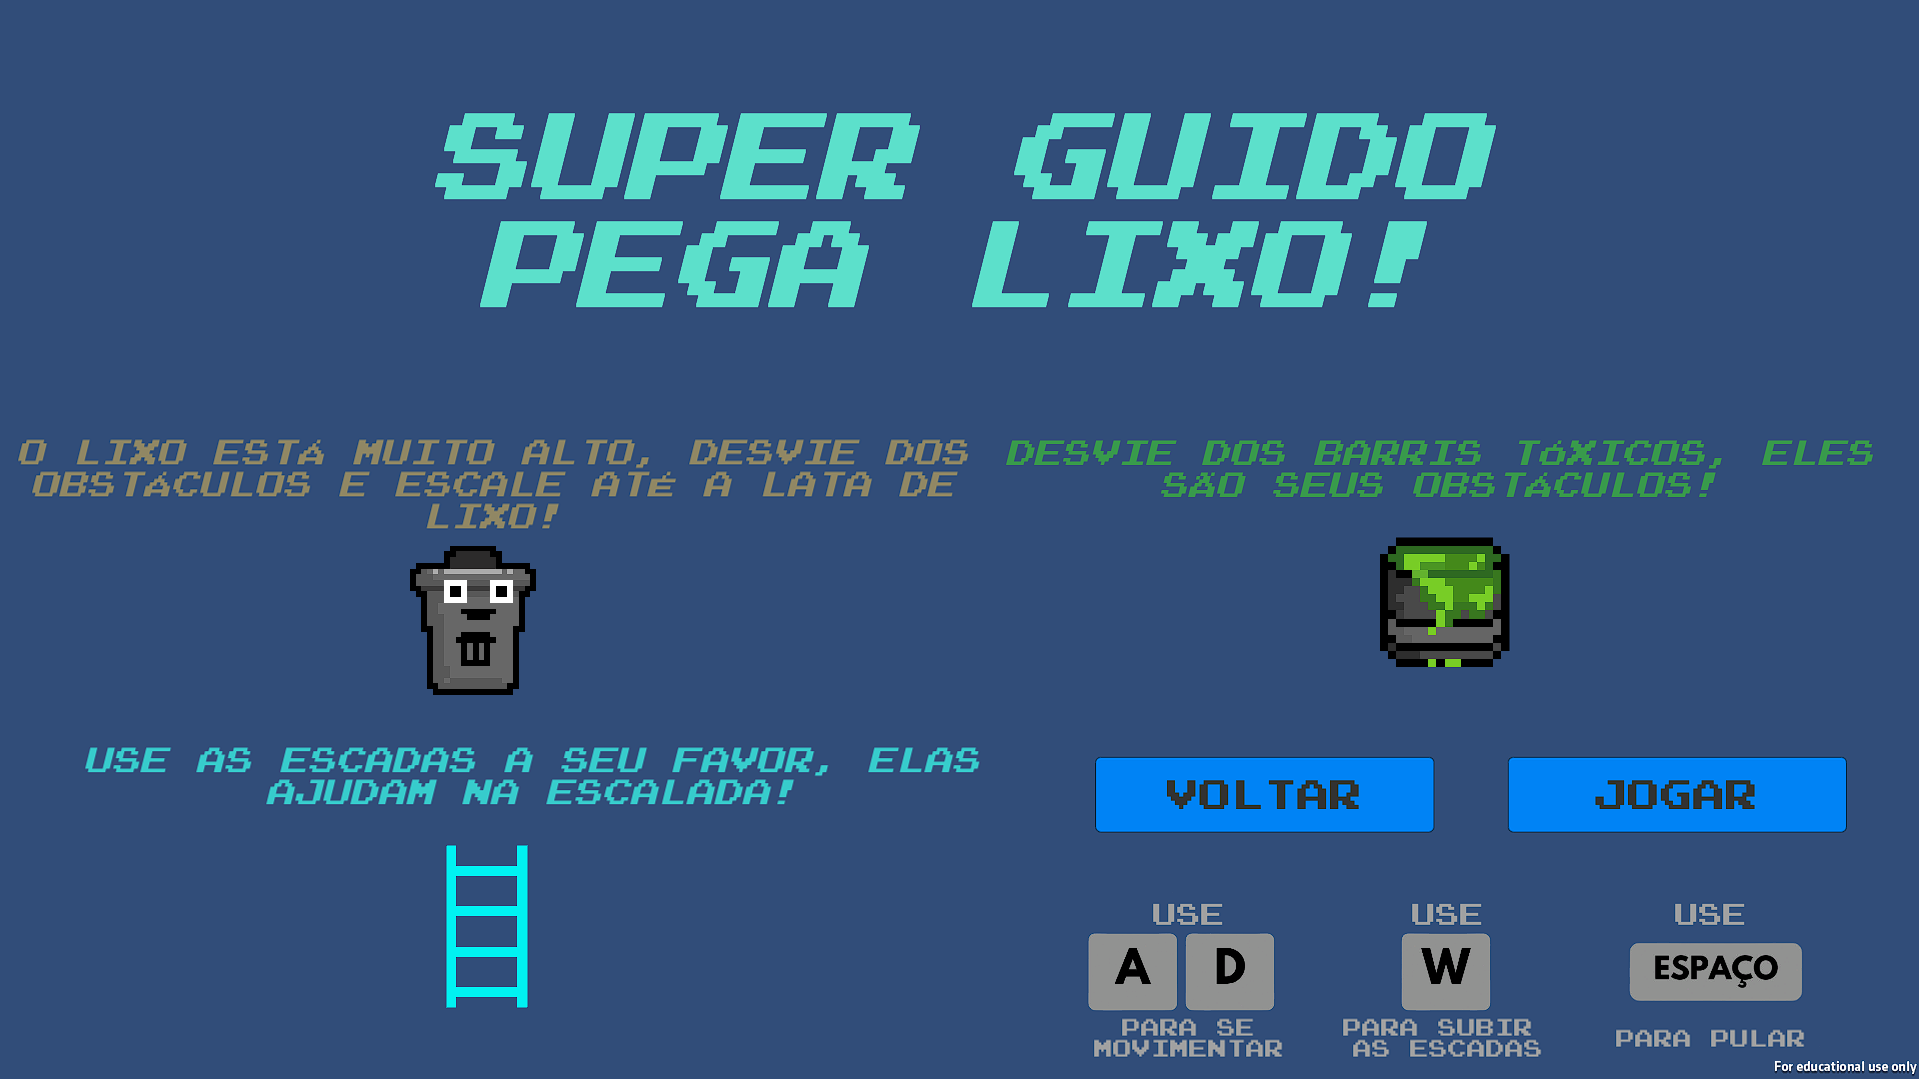 SUPER GUIDO
PEGA LIXO!
O LIXO ESTÁ MUITO ALTO, DESVIE DOS
OBSTÁCULOS E ESCALE ATÉ A LATA DE
LIXO!
DESVIE DOS BARRIS TÓXICOS, ELES
SÃO SEUS OBSTÁCULOS!
USE AS ESCADAS A SEU FAVOR, ELAS
AJUDAM NA ESCALADA!
VOLTAR
JOGAR
USE
A D
PARA SE
MOVIMENTAR
USE
W
PARA SUBIR
AS ESCADAS
USE
ESPAÇO
PARA PULAR
For educational use only